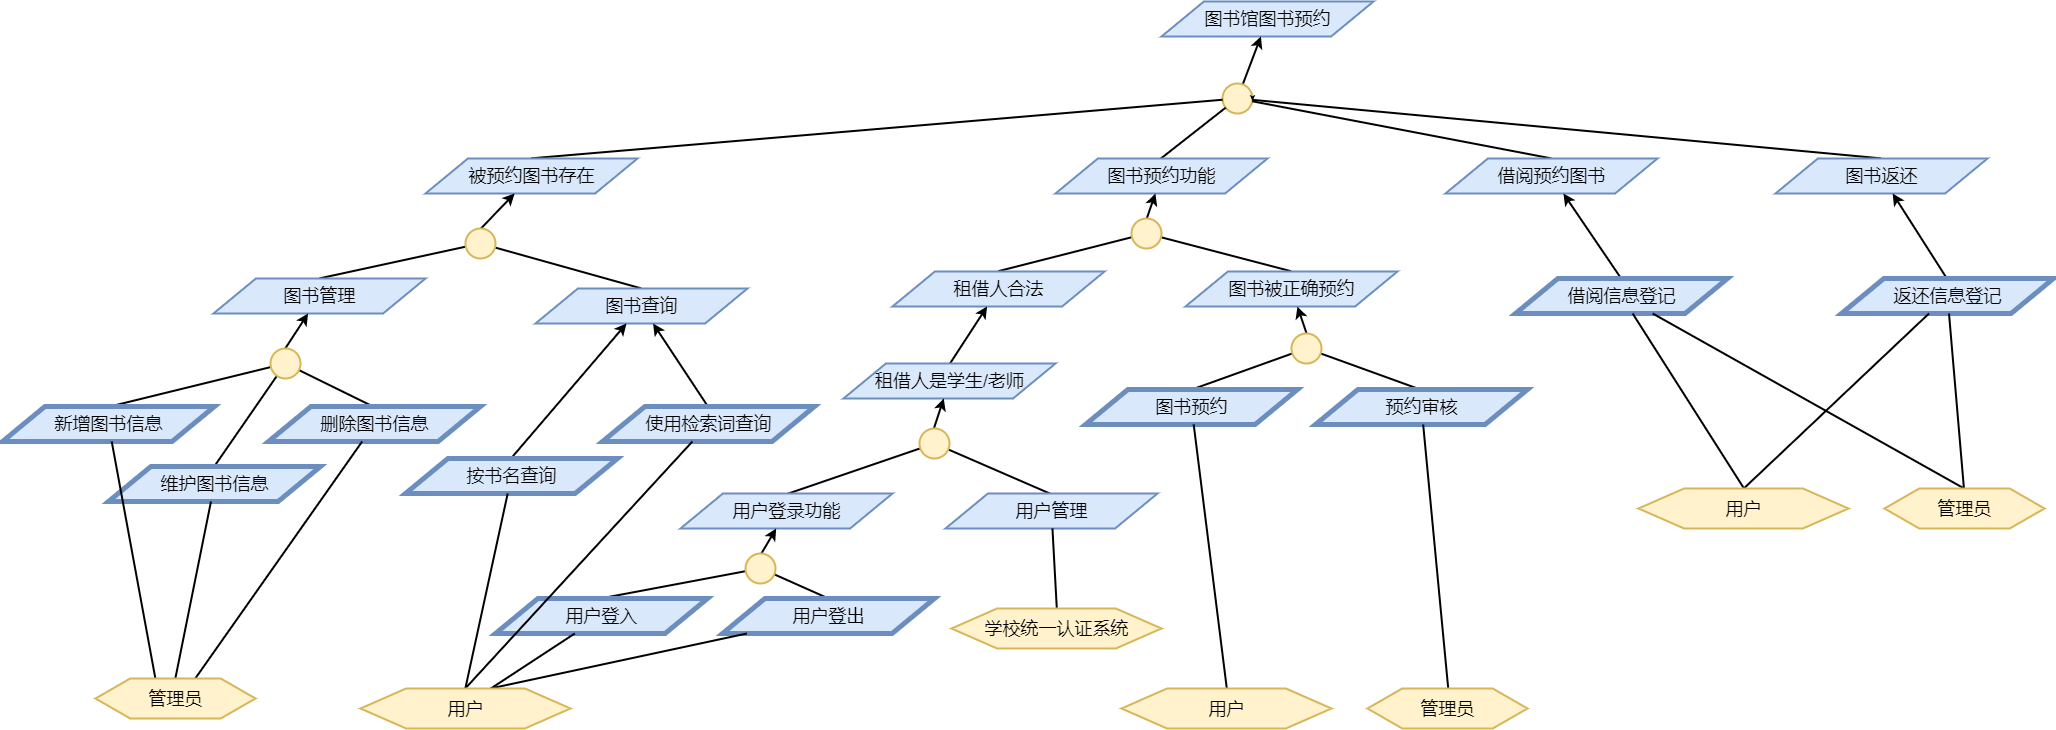 图书馆图书预约
被预约图书存在
图书预约功能
借阅预约图书
图书返还
图书管理
图书查询
租借人合法
图书被正确预约
借阅信息登记
返还信息登记
租借人是学生/老师
新增图书信息
删除图书信息
使用检索词查询
图书预约
预约审核
维护图书信息
按书名查询
用户登录功能
用户管理
用户
管理员
用户登入
用户登出
学校统一认证系统
管理员
用户
用户
管理员